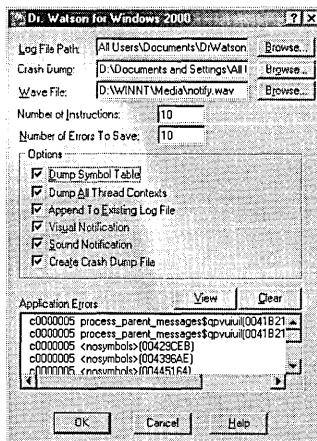 Dr. Watson for Windows 2000
Log File Path: All Users\Documents\DrWatson Browse...
Crash Dump: D:\Documents and Settings\All Browse...
Wave File: D:\WINNT\Media\notify.wav Browse...
Number of Instructions: 10
Number of Errors To Save: 10
Options
Dump Symbol Table
Dump All Thread Contexts
Append To Existing Log File
Visual Notification
Sound Notification
Create Crash Dump File
Application Errors View Clear
c0000005 process_parent_messages$qpvuiuil(0041B21
c0000005 process_parent_messages$qpvuiuil(0041B21
c0000005 <nosymbols>(00429CEB)
c0000005 <nosymbols>(004396AE)
c0000005 <nosymbols>(00445164)
OK Cancel Help